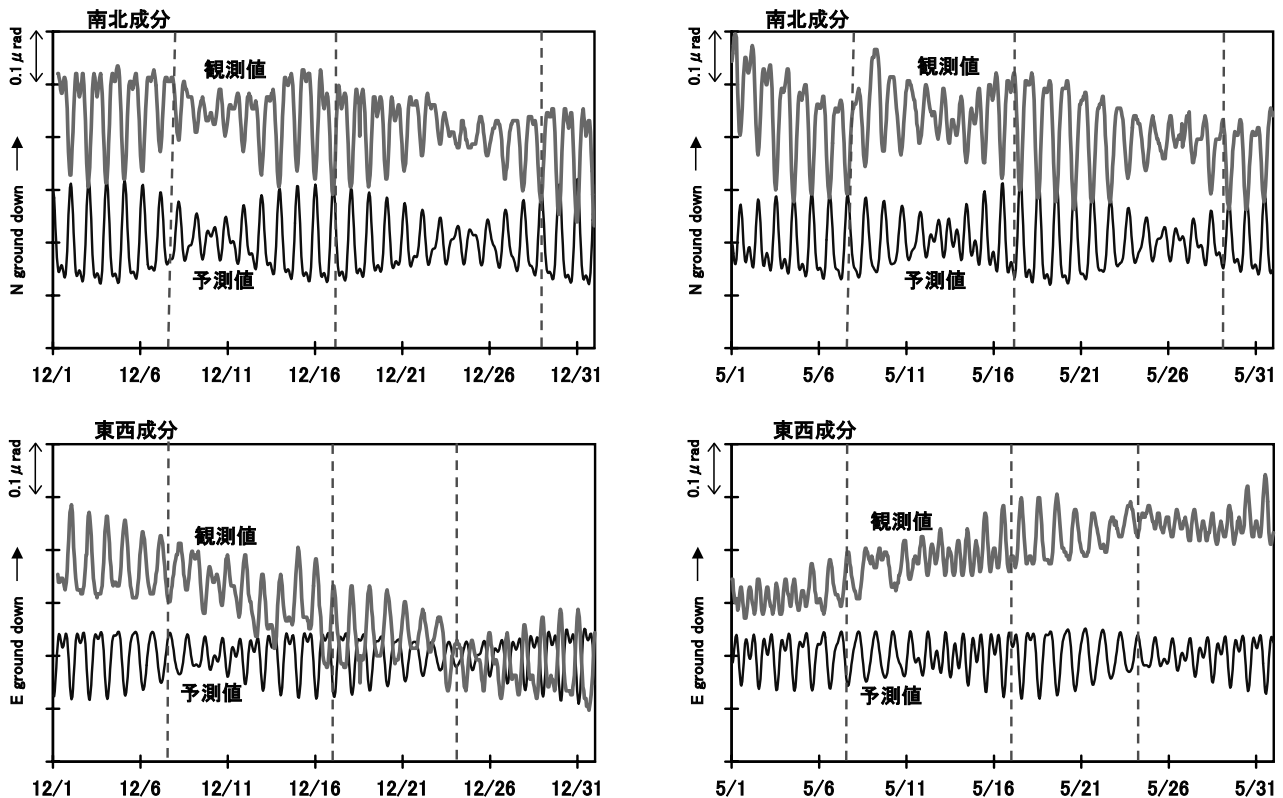 南北成分
0.1 μ rad
N ground down →
観測値
予測値
12/1 12/6 12/11 12/16 12/21 12/26 12/31
南北成分
0.1 μ rad
N ground down →
観測値
予測値
5/1 5/6 5/11 5/16 5/21 5/26 5/31
東西成分
0.1 μ rad
E ground down →
観測値
予測値
12/1 12/6 12/11 12/16 12/21 12/26 12/31
東西成分
0.1 μ rad
E ground down →
観測値
予測値
5/1 5/6 5/11 5/16 5/21 5/26 5/31